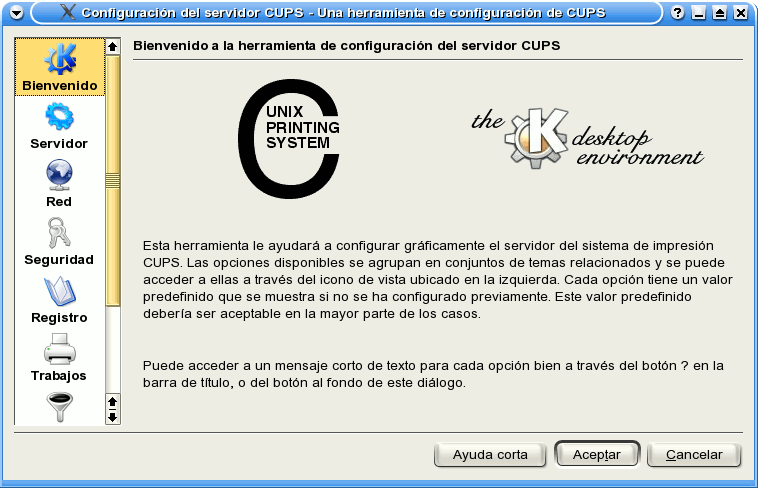 Configuración del servidor CUPS - Una herramienta de configuración de CUPS
Bienvenido a la herramienta de configuración del servidor CUPS
Bienvenido
Servidor
Red
Seguridad
Registro
Trabajos
UNIX
PRINTING
SYSTEM
the K desktop
environment
Esta herramienta le ayudará a configurar gráficamente el servidor del sistema de impresión
CUPS. Las opciones disponibles se agrupan en conjuntos de temas relacionados y se puede
acceder a ellas a través del icono de vista ubicado en la izquierda. Cada opción tiene un valor
predefinido que se muestra si no se ha configurado previamente. Este valor predefinido
debería ser aceptable en la mayor parte de los casos.
Puede acceder a un mensaje corto de texto para cada opción bien a través del botón ? en la
barra de título, o del botón al fondo de este diálogo.
Ayuda corta
Aceptar
Cancelar